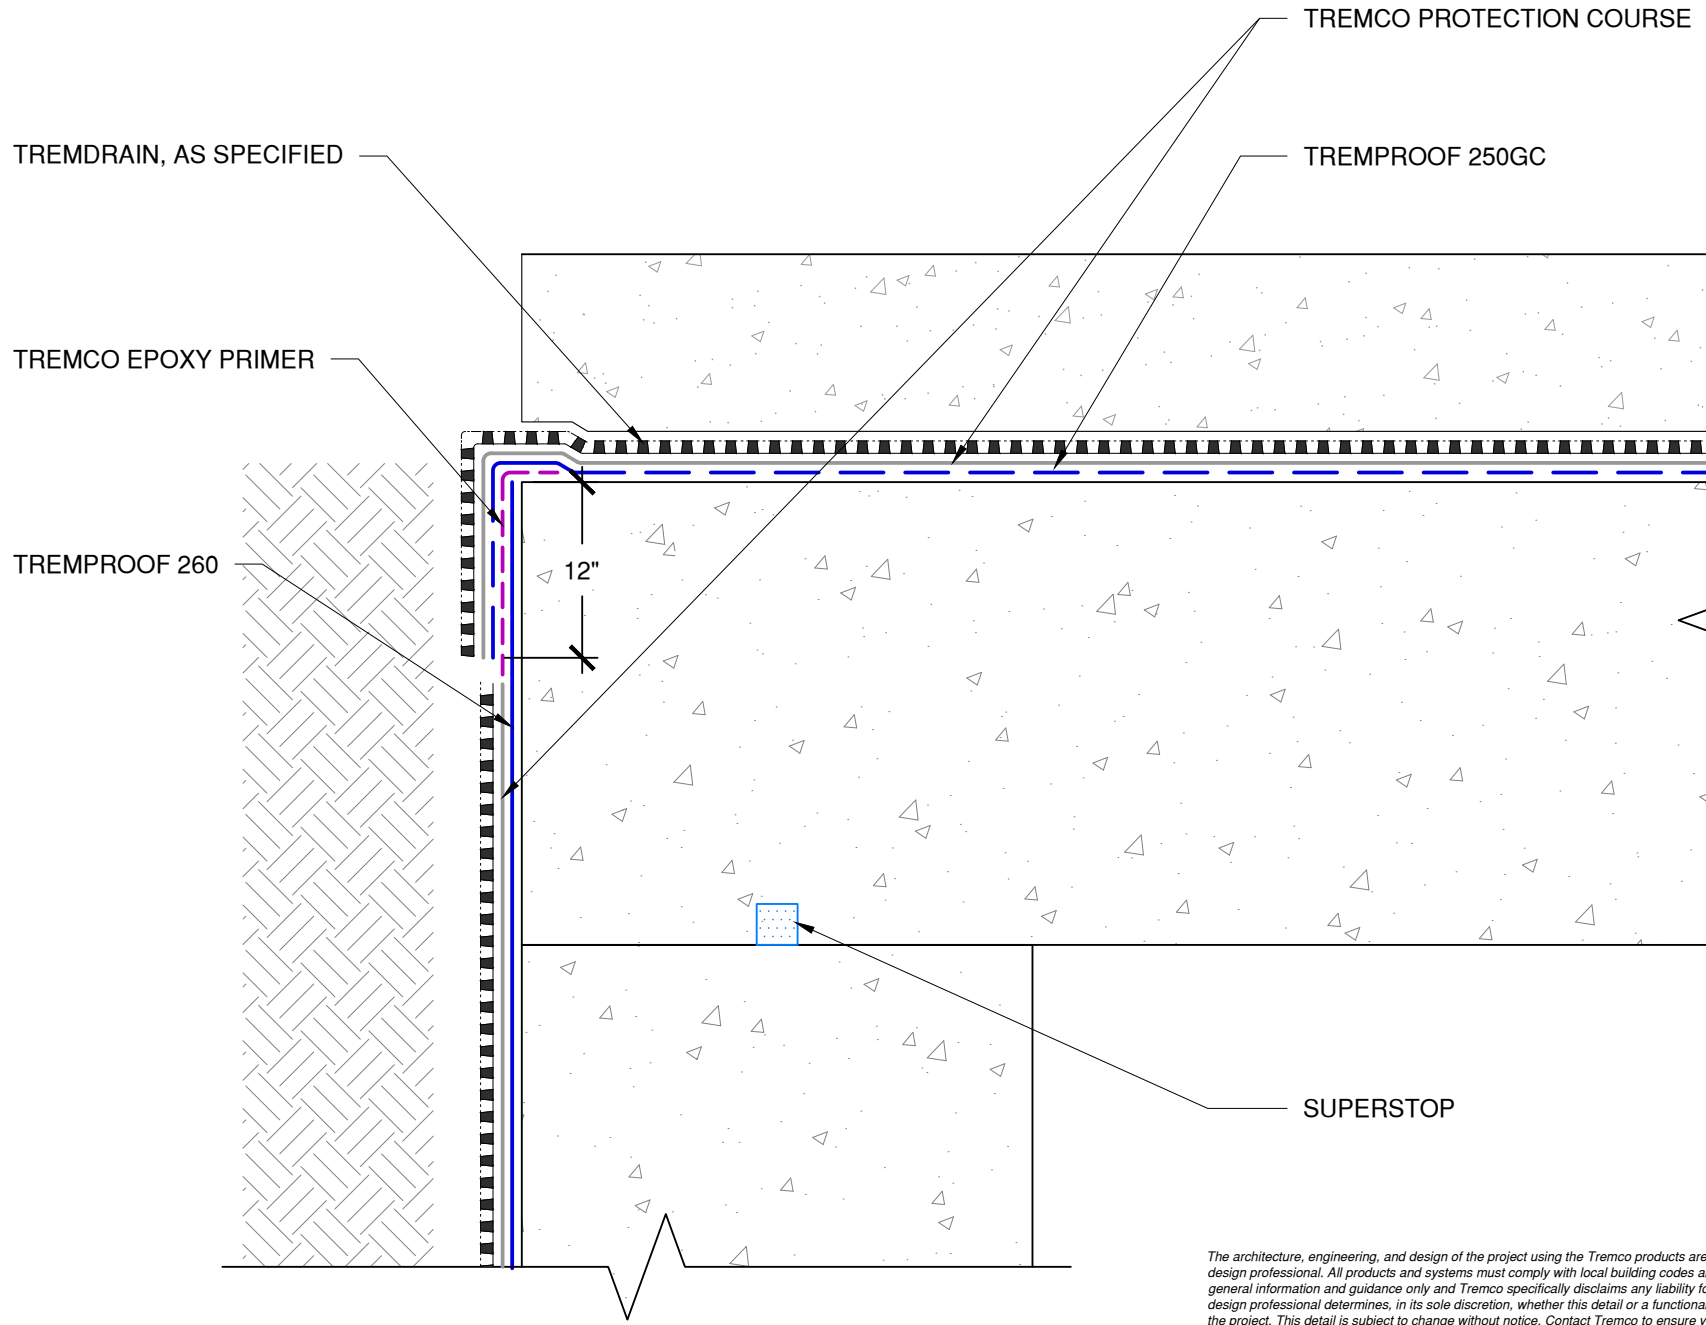 TREMCO PROTECTION COURSE
TREMDRAIN, AS SPECIFIED
TREMPROOF 250GC
TREMCO EPOXY PRIMER
TREMPROOF 260
12"
SUPERSTOP
The architecture, engineering, and design of the project using the Tremco products are
design professional. All products and systems must comply with local building codes
general information and guidance only and Tremco specifically disclaims any liability
design professional determines, in its sole discretion, whether this detail or a
the project. This detail is subject to change without notice. Contact Tremco to ensure